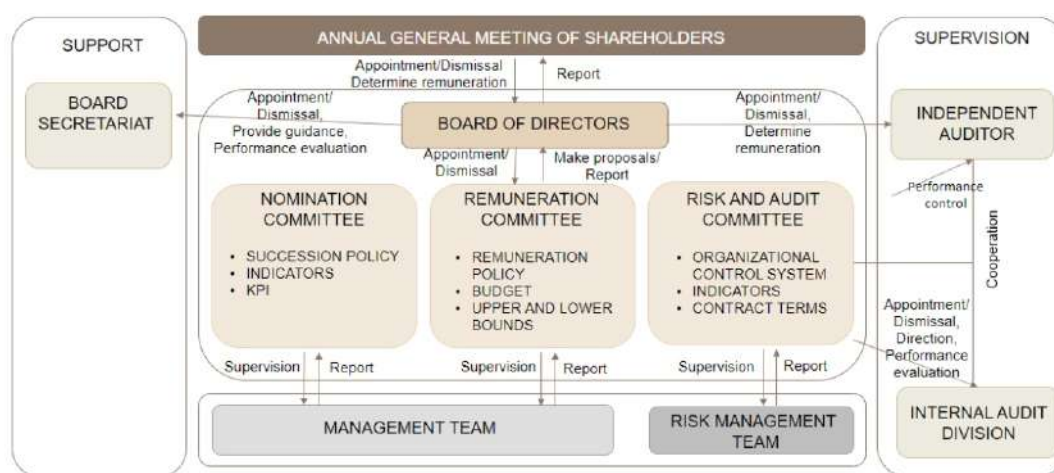 SUPPORT
ANNUAL GENERAL MEETING OF SHAREHOLDERS
SUPERVISION
Appointment/Dismissal
Determine remuneration
Report
BOARD
SECRETARIAT
Appointment/
Dismissal,
Provide guidance,
Performance evaluation
BOARD OF DIRECTORS
Appointment/
Dismissal,
Determine
remuneration
INDEPENDENT
AUDITOR
Appointment/
Dismissal
Make proposals/
Report
Performance
control
NOMINATION
COMMITTEE
• SUCCESSION POLICY
• INDICATORS
• KPI
REMUNERATION
COMMITTEE
• REMUNERATION
POLICY
• BUDGET
• UPPER AND LOWER
BOUNDS
RISK AND AUDIT
COMMITTEE
• ORGANIZATIONAL
CONTROL SYSTEM
• INDICATORS
• CONTRACT TERMS
Cooperation
Appointment/
Dismissal,
Direction,
Performance
evaluation
Supervision
Report
Supervision
Report
Supervision
Report
MANAGEMENT TEAM
RISK MANAGEMENT
TEAM
INTERNAL AUDIT
DIVISION